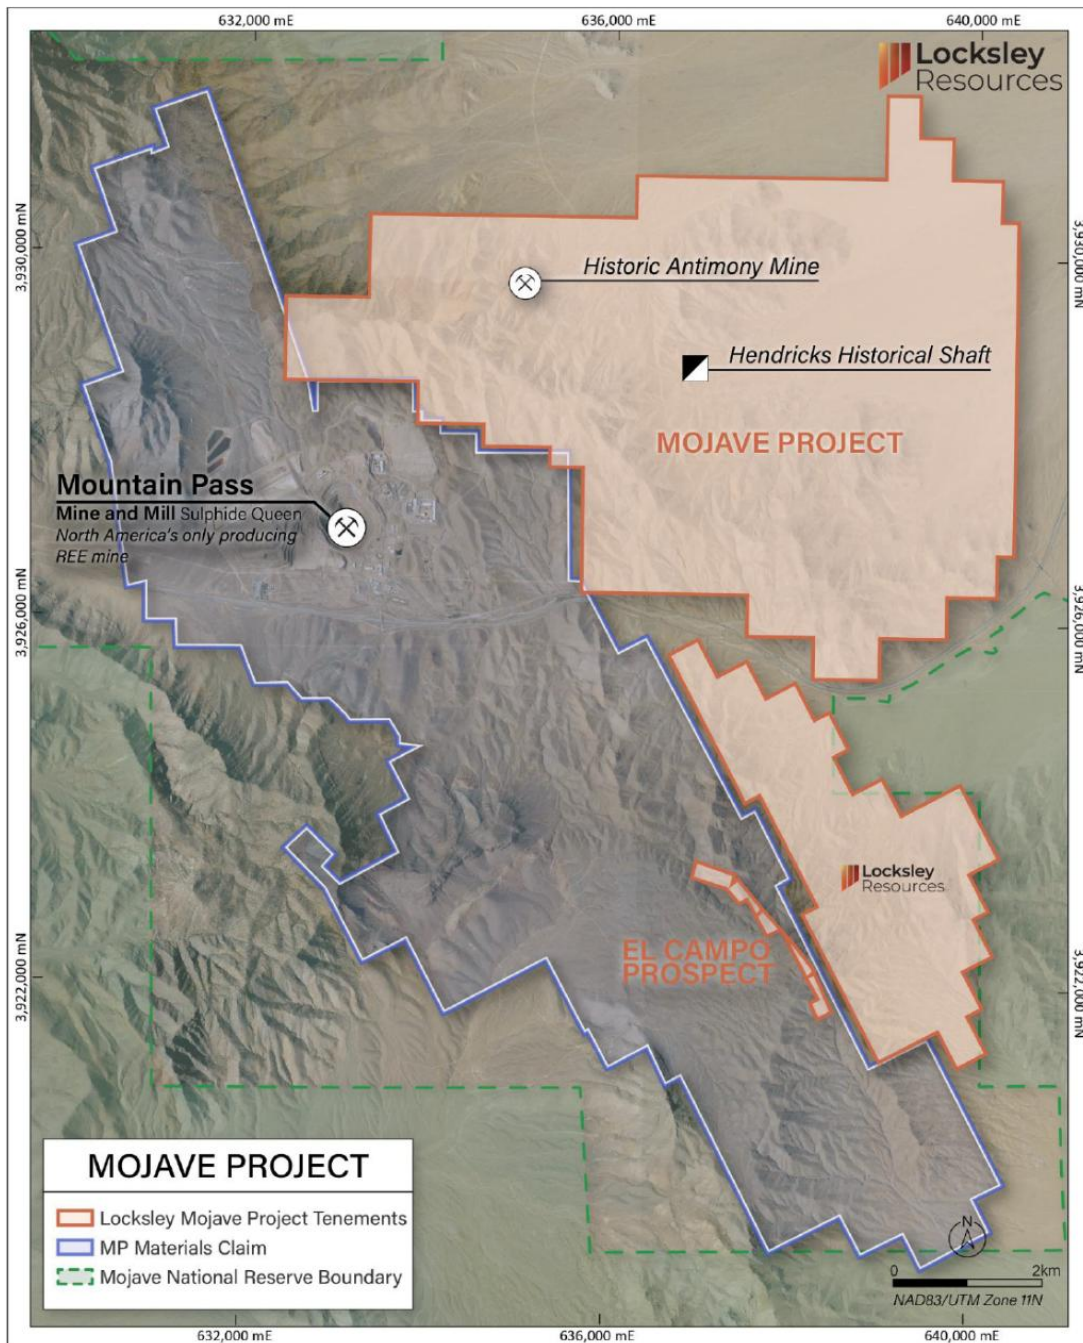 632,000 mE
636,000 mE
640,000 mE
Locksley
Resources
3,930,000 mN
3,930,000 mN
Historic Antimony Mine
Hendricks Historical Shaft
MOJAVE PROJECT
Mountain Pass
Mine and Mill Sulphide Queen
North America's only producing
REE mine
3,926,000 mN
3,926,000 mN
Locksley
Resources
EL CAMPO
PROSPECT
3,922,000 mN
3,922,000 mN
MOJAVE PROJECT
Locksley Mojave Project Tenements
MP Materials Claim
Mojave National Reserve Boundary
N
0 2km
NAD83/UTM Zone 11N
632,000 mE
636,000 mE
640,000 mE